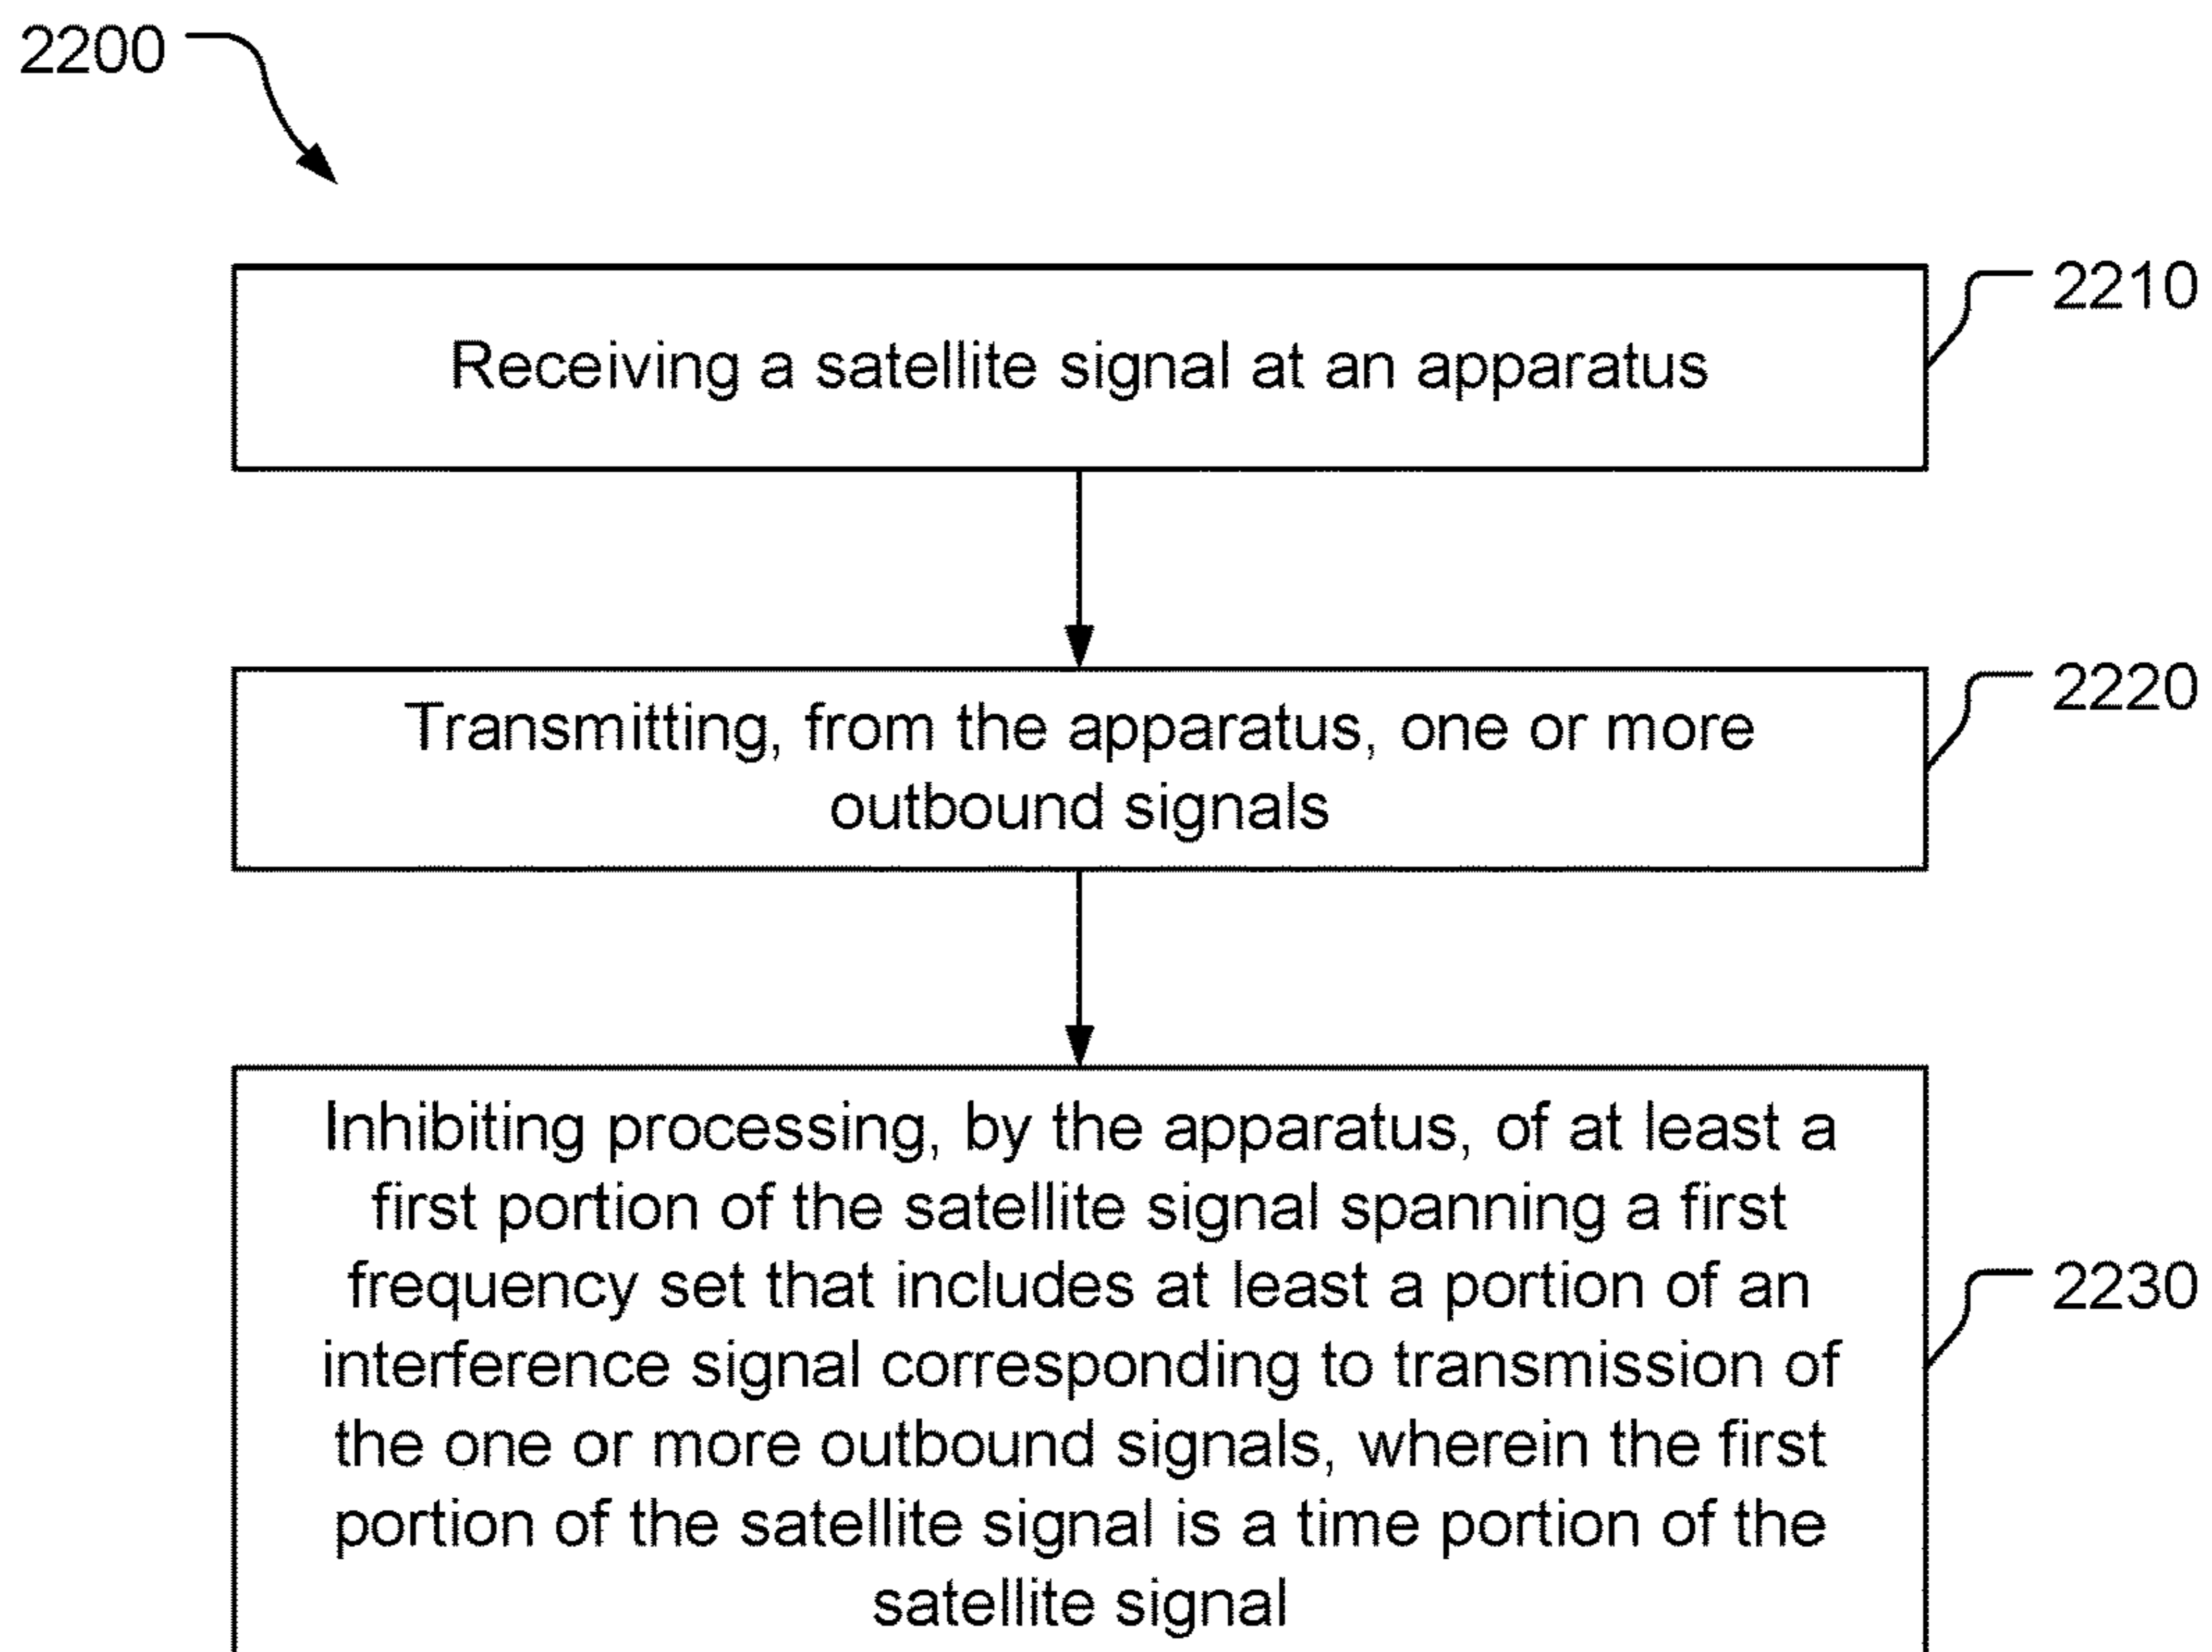 2200
2210
Receiving a satellite signal at an apparatus
2220
Transmitting, from the apparatus, one or more
outbound signals
Inhibiting processing, by the apparatus, of at least a
first portion of the satellite signal spanning a first
frequency set that includes at least a portion of an
2230
interference signal corresponding to transmission of
the one or more outbound signals, wherein the first
portion of the satellite signal is a time portion of the
satellite signal